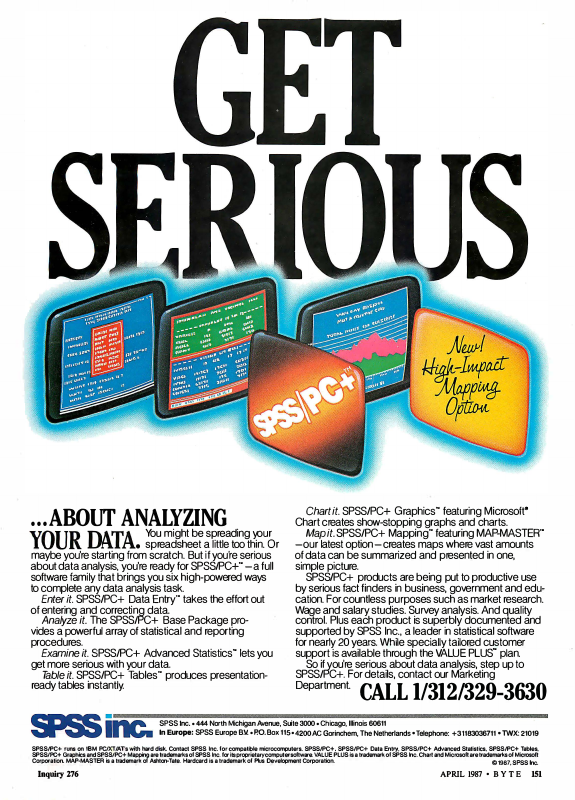 GET
SERIOUS
SPSS/PC+™
New!
High-Impact
Mapping
Option
...ABOUT ANALYZING
YOUR DATA. You might be spreading your
spreadsheet a little too thin. Or
maybe you're starting from scratch. But if you're serious
about data analysis, you're ready for SPSS/PC+™—a full
software family that brings you six high-powered ways
to complete any data analysis task.
Enter it. SPSS/PC+ Data Entry™ takes the effort out
of entering and correcting data.
Analyze it. The SPSS/PC+ Base Package pro-
vides a powerful array of statistical and reporting
procedures.
Examine it. SPSS/PC+ Advanced Statistics™ lets you
get more serious with your data.
Table it. SPSS/PC+ Tables™ produces presentation-
ready tables instantly.
Chart it. SPSS/PC+ Graphics™ featuring Microsoft®
Chart creates show-stopping graphs and charts.
Map it. SPSS/PC+ Mapping™ featuring MAP-MASTER™
—our latest option—creates maps where vast amounts
of data can be summarized and presented in one,
simple picture.
SPSS/PC+ products are being put to productive use
by serious fact finders in business, government and edu-
cation. For countless purposes such as market research.
Wage and salary studies. Survey analysis. And quality
control. Plus each product is superbly documented and
supported by SPSS Inc., a leader in statistical software
for nearly 20 years. While specially tailored customer
support is available through the VALUE PLUS™ plan.
So if you're serious about data analysis, step up to
SPSS/PC+. For details, contact our Marketing
Department. CALL 1/312/329-3630
SPSS inc.
SPSS Inc. • 444 North Michigan Avenue, Suite 3000 • Chicago, Illinois 60611
In Europe: SPSS Europe B.V. • P.O. Box 115 • 4200 AC Gorinchem, The Netherlands • Telephone: +31183036711 • TWX: 21019
SPSS/PC+ runs on IBM PC/XT/AT's with hard disk. Contact SPSS Inc. for compatible microcomputers. SPSS/PC+, SPSS/PC+ Data Entry, SPSS/PC+ Advanced Statistics, SPSS/PC+ Tables,
SPSS/PC+ Graphics and SPSS/PC+ Mapping are trademarks of SPSS Inc. for its proprietary computer software. VALUE PLUS is a trademark of SPSS Inc. Chart and Microsoft are trademarks of Microsoft
Corporation. MAP-MASTER is a trademark of Ashton-Tate. Hardcard is a trademark of Plus Development Corporation.
©1987, SPSS Inc.
Inquiry 276
APRIL 1987 • BYTE 151